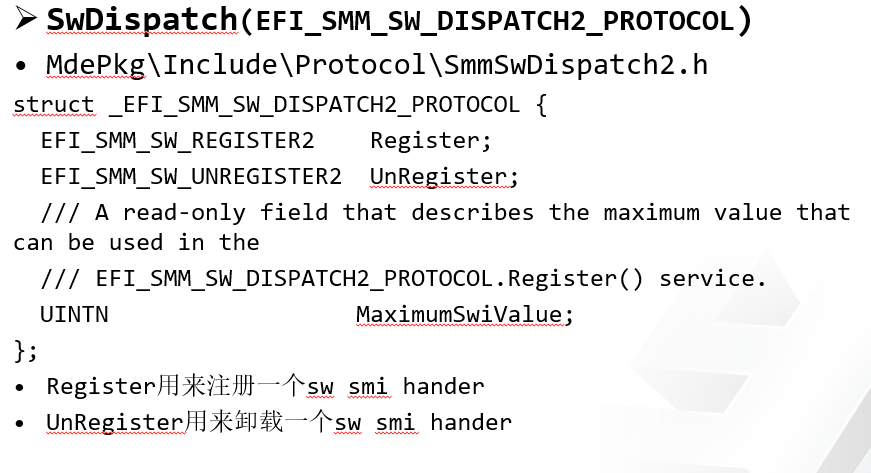 ➢ SwDispatch(EFI_SMM_SW_DISPATCH2_PROTOCOL)
• MdePkg\Include\Protocol\SmmSwDispatch2.h
struct _EFI_SMM_SW_DISPATCH2_PROTOCOL {
  EFI_SMM_SW_REGISTER2    Register;
  EFI_SMM_SW_UNREGISTER2  UnRegister;
  /// A read-only field that describes the maximum value that
can be used in the
  /// EFI_SMM_SW_DISPATCH2_PROTOCOL.Register() service.
  UINTN                   MaximumSwiValue;
};
• Register用来注册一个sw smi hander
• UnRegister用来卸载一个sw smi hander